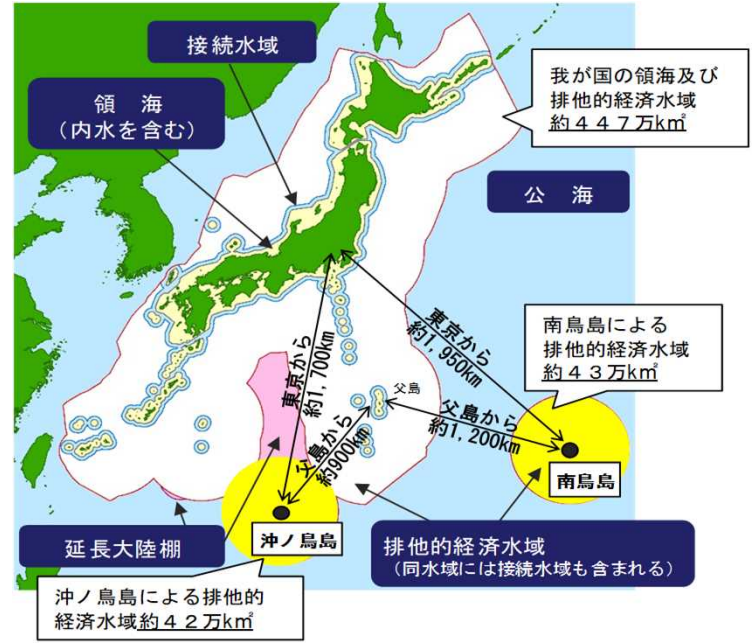 接続水域
領　海
（内水を含む）
我が国の領海及び
排他的経済水域
約４４７万k㎡
公　海
東京から
約1,700km
東京から
約1,950km
南鳥島による
排他的経済水域
約４３万k㎡
父島
父島から
約900km
父島から
約1,200km
南鳥島
沖ノ鳥島
延長大陸棚
排他的経済水域
（同水域には接続水域も含まれる）
沖ノ鳥島による排他的
経済水域約４２万k㎡